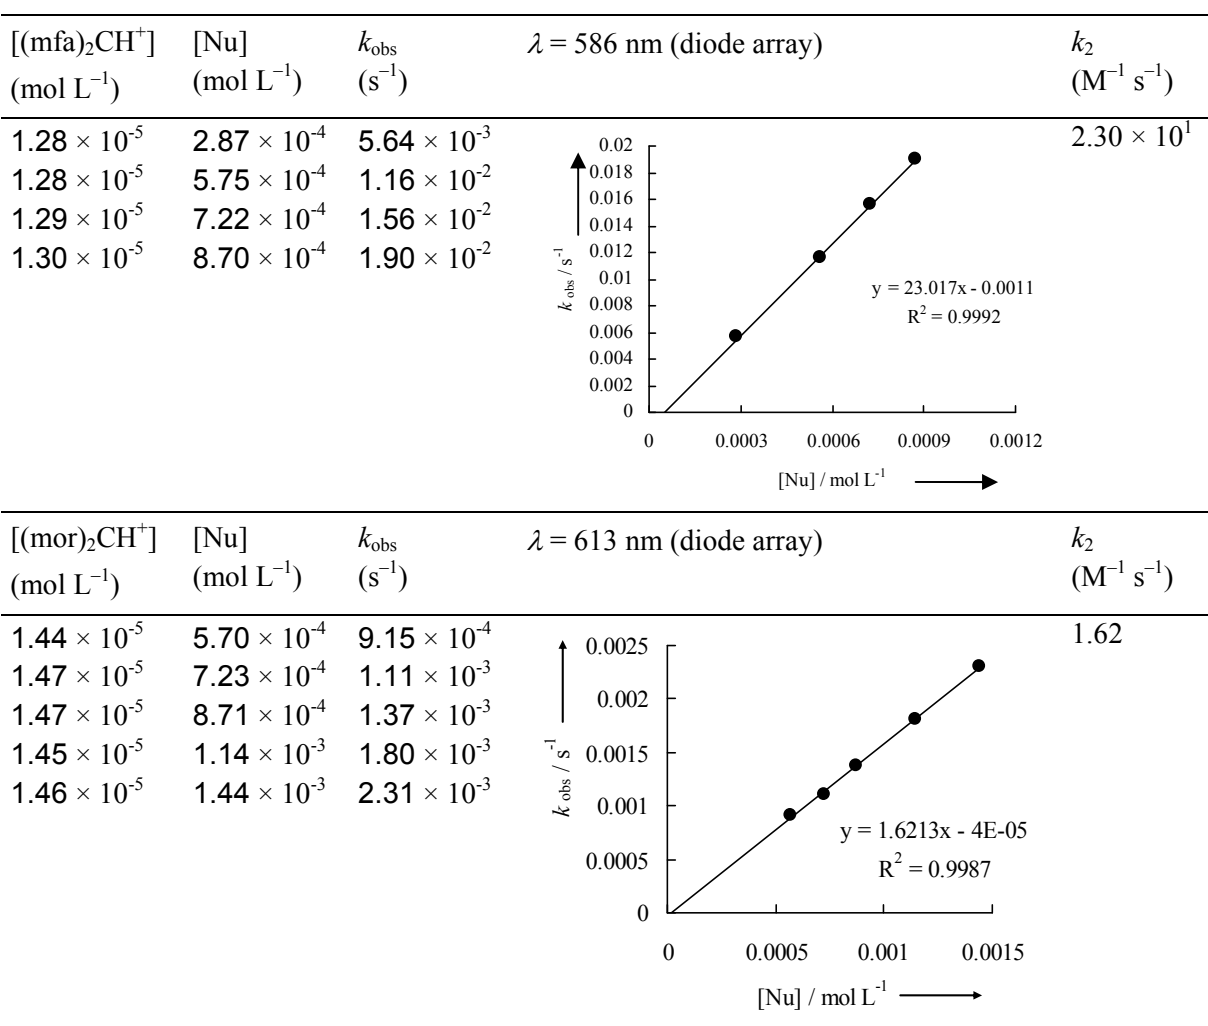 [(mfa)₂CH⁺] [Nu] k_obs λ = 586 nm (diode array) k₂
(mol L⁻¹) (mol L⁻¹) (s⁻¹) (M⁻¹ s⁻¹)
1.28 × 10⁻⁵ 2.87 × 10⁻⁴ 5.64 × 10⁻³ 2.30 × 10¹
1.28 × 10⁻⁵ 5.75 × 10⁻⁴ 1.16 × 10⁻²
1.29 × 10⁻⁵ 7.22 × 10⁻⁴ 1.56 × 10⁻²
1.30 × 10⁻⁵ 8.70 × 10⁻⁴ 1.90 × 10⁻²
0.02
0.018
0.016
0.014
0.012
0.01
0.008
0.006
0.004
0.002
0
k obs / s⁻¹
y = 23.017x - 0.0011
R² = 0.9992
0 0.0003 0.0006 0.0009 0.0012
[Nu] / mol L⁻¹
[(mor)₂CH⁺] [Nu] k_obs λ = 613 nm (diode array) k₂
(mol L⁻¹) (mol L⁻¹) (s⁻¹) (M⁻¹ s⁻¹)
1.44 × 10⁻⁵ 5.70 × 10⁻⁴ 9.15 × 10⁻⁴ 1.62
1.47 × 10⁻⁵ 7.23 × 10⁻⁴ 1.11 × 10⁻³
1.47 × 10⁻⁵ 8.71 × 10⁻⁴ 1.37 × 10⁻³
1.45 × 10⁻⁵ 1.14 × 10⁻³ 1.80 × 10⁻³
1.46 × 10⁻⁵ 1.44 × 10⁻³ 2.31 × 10⁻³
0.0025
0.002
0.0015
0.001
0.0005
0
k obs / s⁻¹
y = 1.6213x - 4E-05
R² = 0.9987
0 0.0005 0.001 0.0015
[Nu] / mol L⁻¹